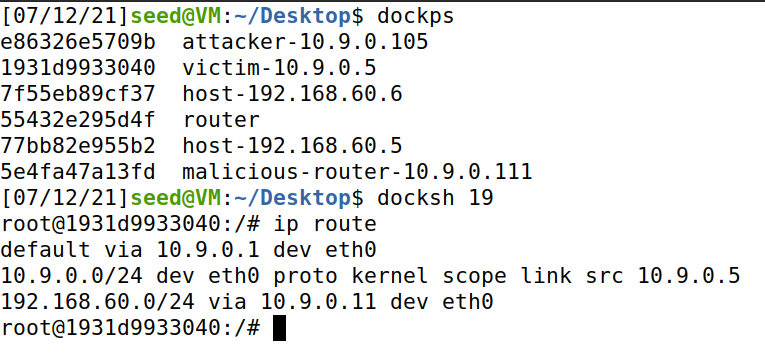 [07/12/21]seed@VM:~/Desktop$ dockps
e86326e5709b  attacker-10.9.0.105
1931d9933040  victim-10.9.0.5
7f55eb89cf37  host-192.168.60.6
55432e295d4f  router
77bb82e955b2  host-192.168.60.5
5e4fa47a13fd  malicious-router-10.9.0.111
[07/12/21]seed@VM:~/Desktop$ docksh 19
root@1931d9933040:/# ip route
default via 10.9.0.1 dev eth0
10.9.0.0/24 dev eth0 proto kernel scope link src 10.9.0.5
192.168.60.0/24 via 10.9.0.11 dev eth0
root@1931d9933040:/#